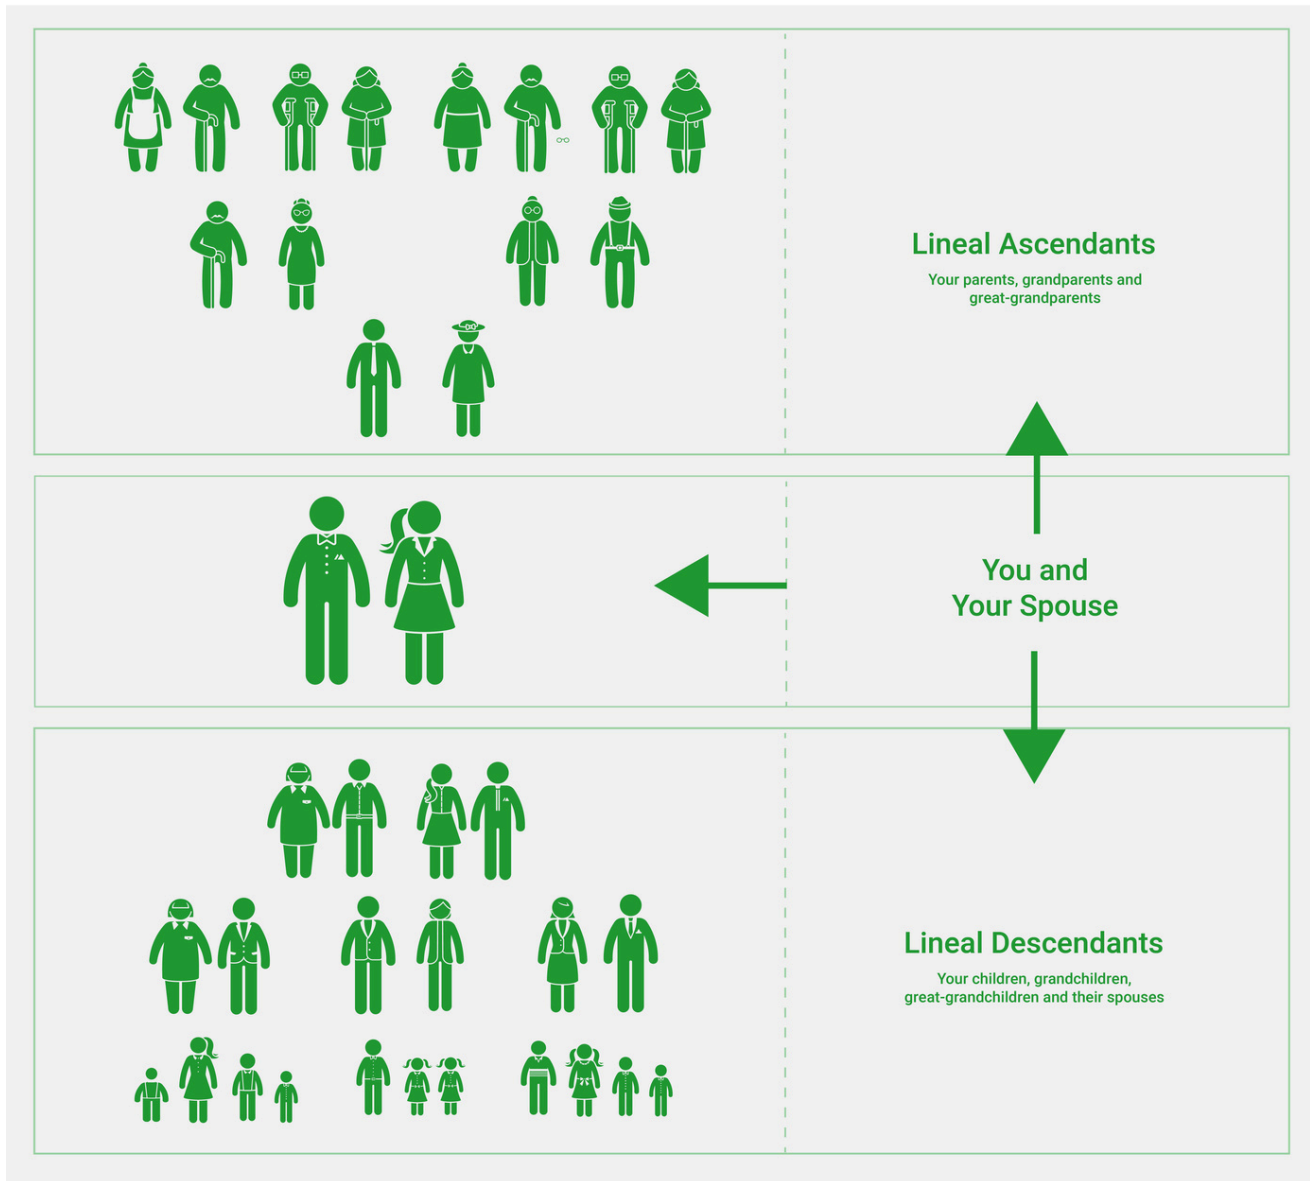 Lineal Ascendants
Your parents, grandparents and
great-grandparents
You and
Your Spouse
Lineal Descendants
Your children, grandchildren,
great-grandchildren and their spouses